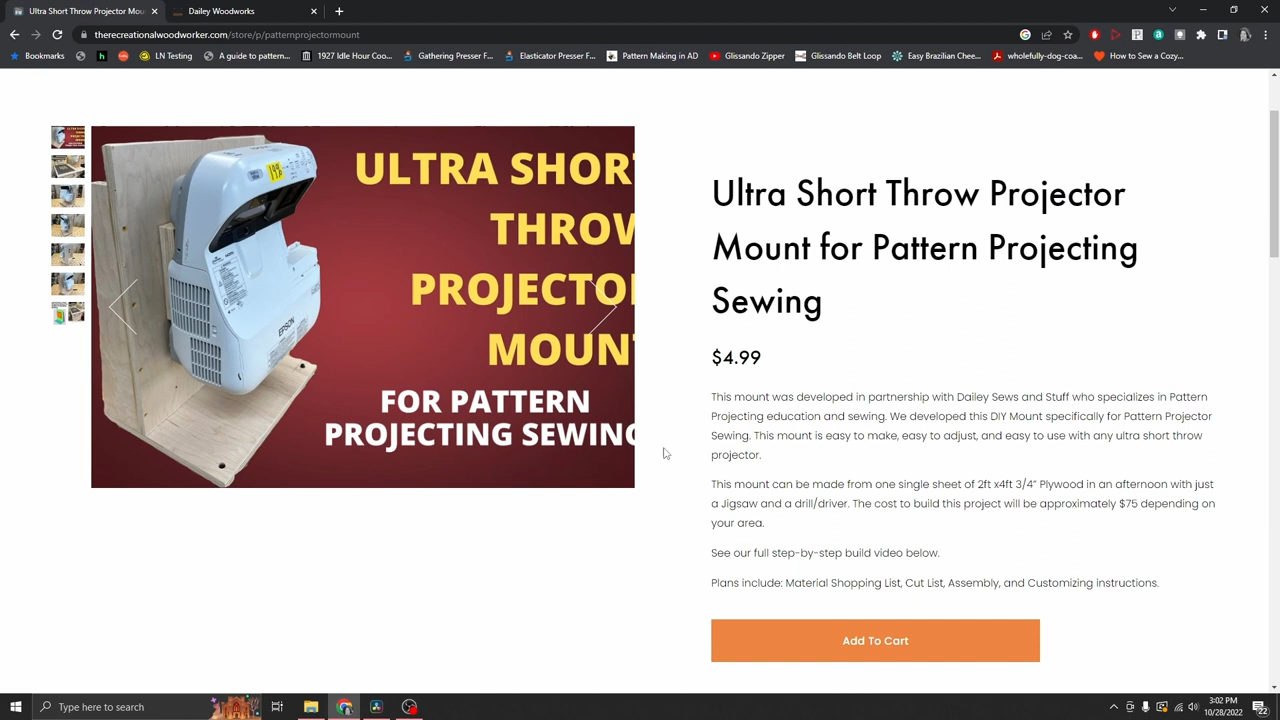 Ultra Short Throw Projector Mou
Dailey Woodworks
therecreationalwoodworker.com/store/p/patternprojectormount
Bookmarks
LN Testing
A guide to pattern...
1927 Idle Hour Coo...
Gathering Presser F...
Elasticator Presser F...
Pattern Making in AD
Glissando Zipper
Glissando Belt Loop
Easy Brazilian Chee...
wholefully-dog-coa...
How to Sew a Cozy...
ULTRA SHORT
THROW
PROJECTO
MOUNT
FOR PATTERN
PROJECTING SEWING
EPSON
Ultra Short Throw Projector
Mount for Pattern Projecting
Sewing
$4.99
This mount was developed in partnership with Dailey Sews and Stuff who specializes in Pattern
Projecting education and sewing. We developed this DIY Mount specifically for Pattern Projector
Sewing. This mount is easy to make, easy to adjust, and easy to use with any ultra short throw
projector.
This mount can be made from one single sheet of 2ft x4ft 3/4” Plywood in an afternoon with just
a Jigsaw and a drill/driver. The cost to build this project will be approximately $75 depending on
your area.
See our full step-by-step build video below.
Plans include: Material Shopping List, Cut List, Assembly, and Customizing instructions.
Add To Cart
Type here to search
3:02 PM
10/28/2022
22